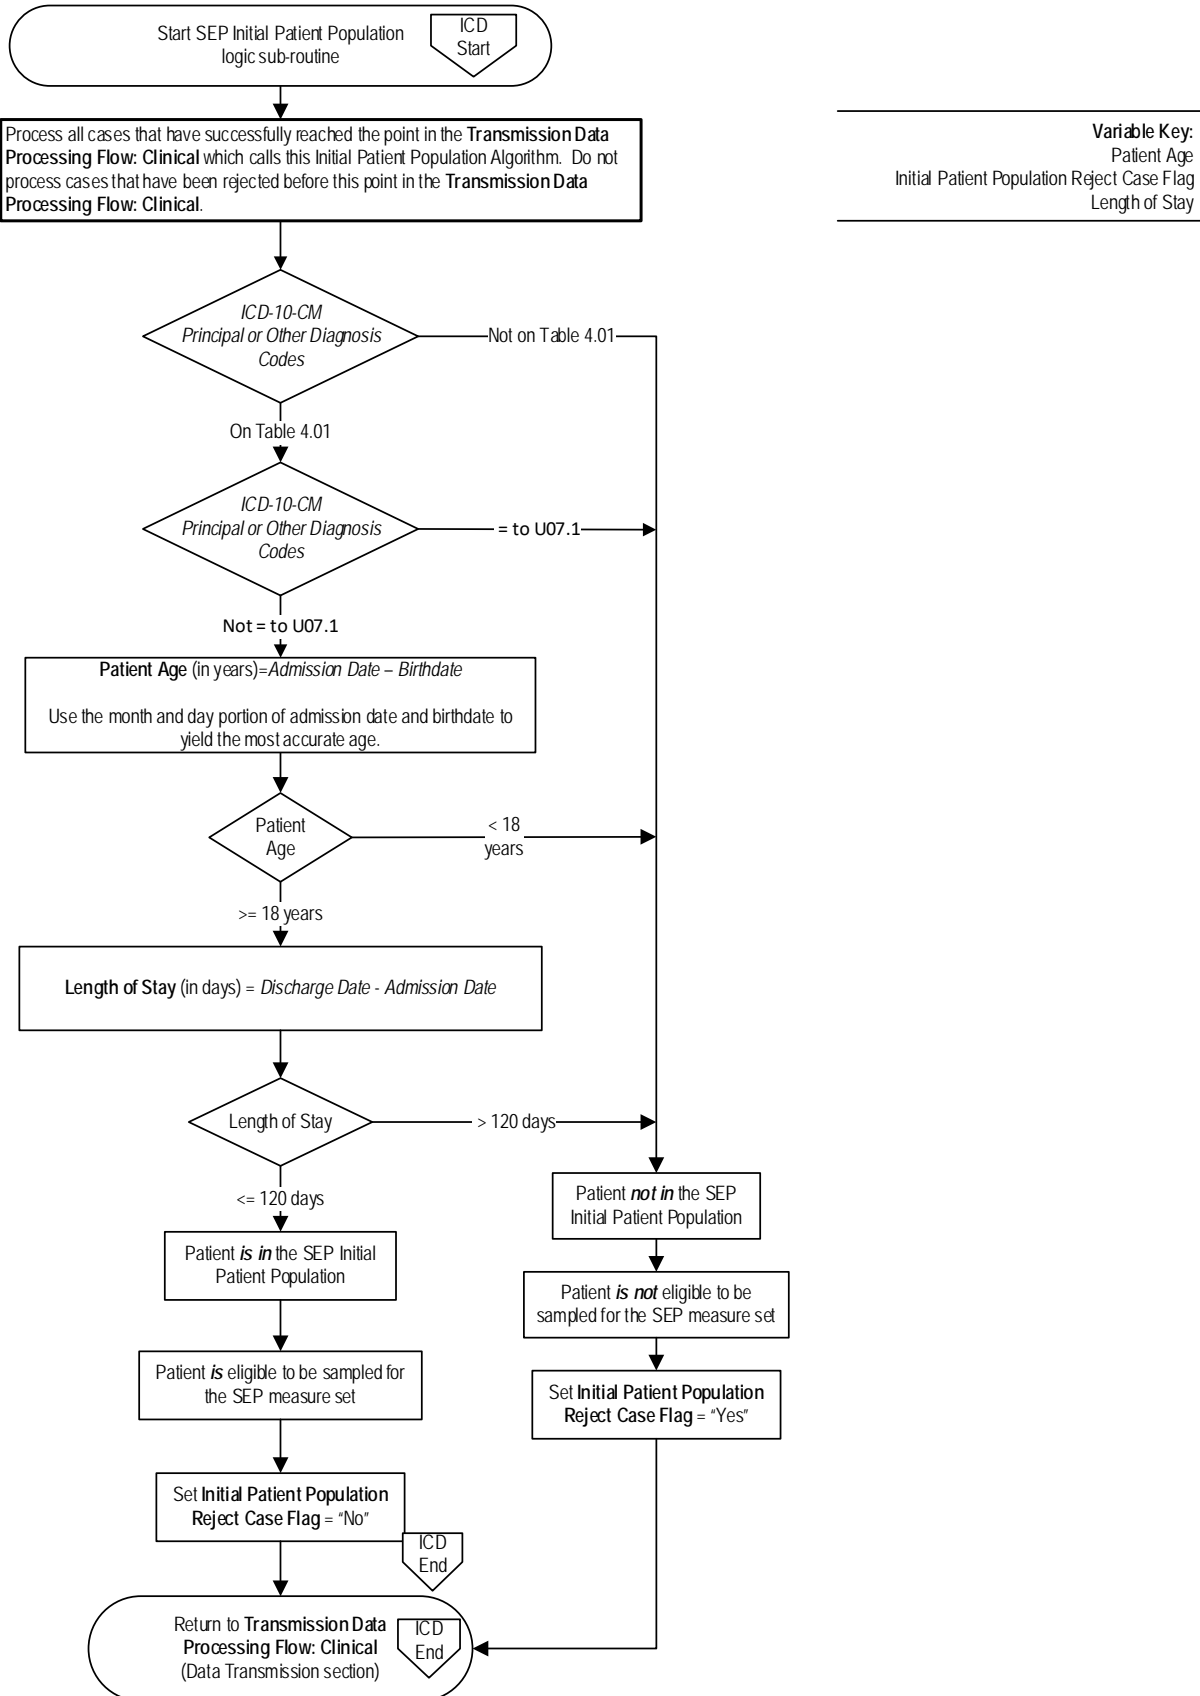 Start SEP Initial Patient Population
logic sub-routine
ICD
Start
Process all cases that have successfully reached the point in the Transmission Data
Processing Flow: Clinical which calls this Initial Patient Population Algorithm. Do not
process cases that have been rejected before this point in the Transmission Data
Processing Flow: Clinical.
Variable Key:
Patient Age
Initial Patient Population Reject Case Flag
Length of Stay
ICD-10-CM
Principal or Other Diagnosis
Codes
Not on Table 4.01
On Table 4.01
ICD-10-CM
Principal or Other Diagnosis
Codes
= to U07.1
Not = to U07.1
Patient Age (in years)=Admission Date – Birthdate
Use the month and day portion of admission date and birthdate to
yield the most accurate age.
Patient
Age
< 18
years
>= 18 years
Length of Stay (in days) = Discharge Date - Admission Date
Length of Stay
> 120 days
<= 120 days
Patient not in the SEP
Initial Patient Population
Patient is in the SEP Initial
Patient Population
Patient is not eligible to be
sampled for the SEP measure set
Patient is eligible to be sampled for
the SEP measure set
Set Initial Patient Population
Reject Case Flag = “Yes”
Set Initial Patient Population
Reject Case Flag = “No”
ICD
End
Return to Transmission Data
Processing Flow: Clinical
(Data Transmission section)
ICD
End